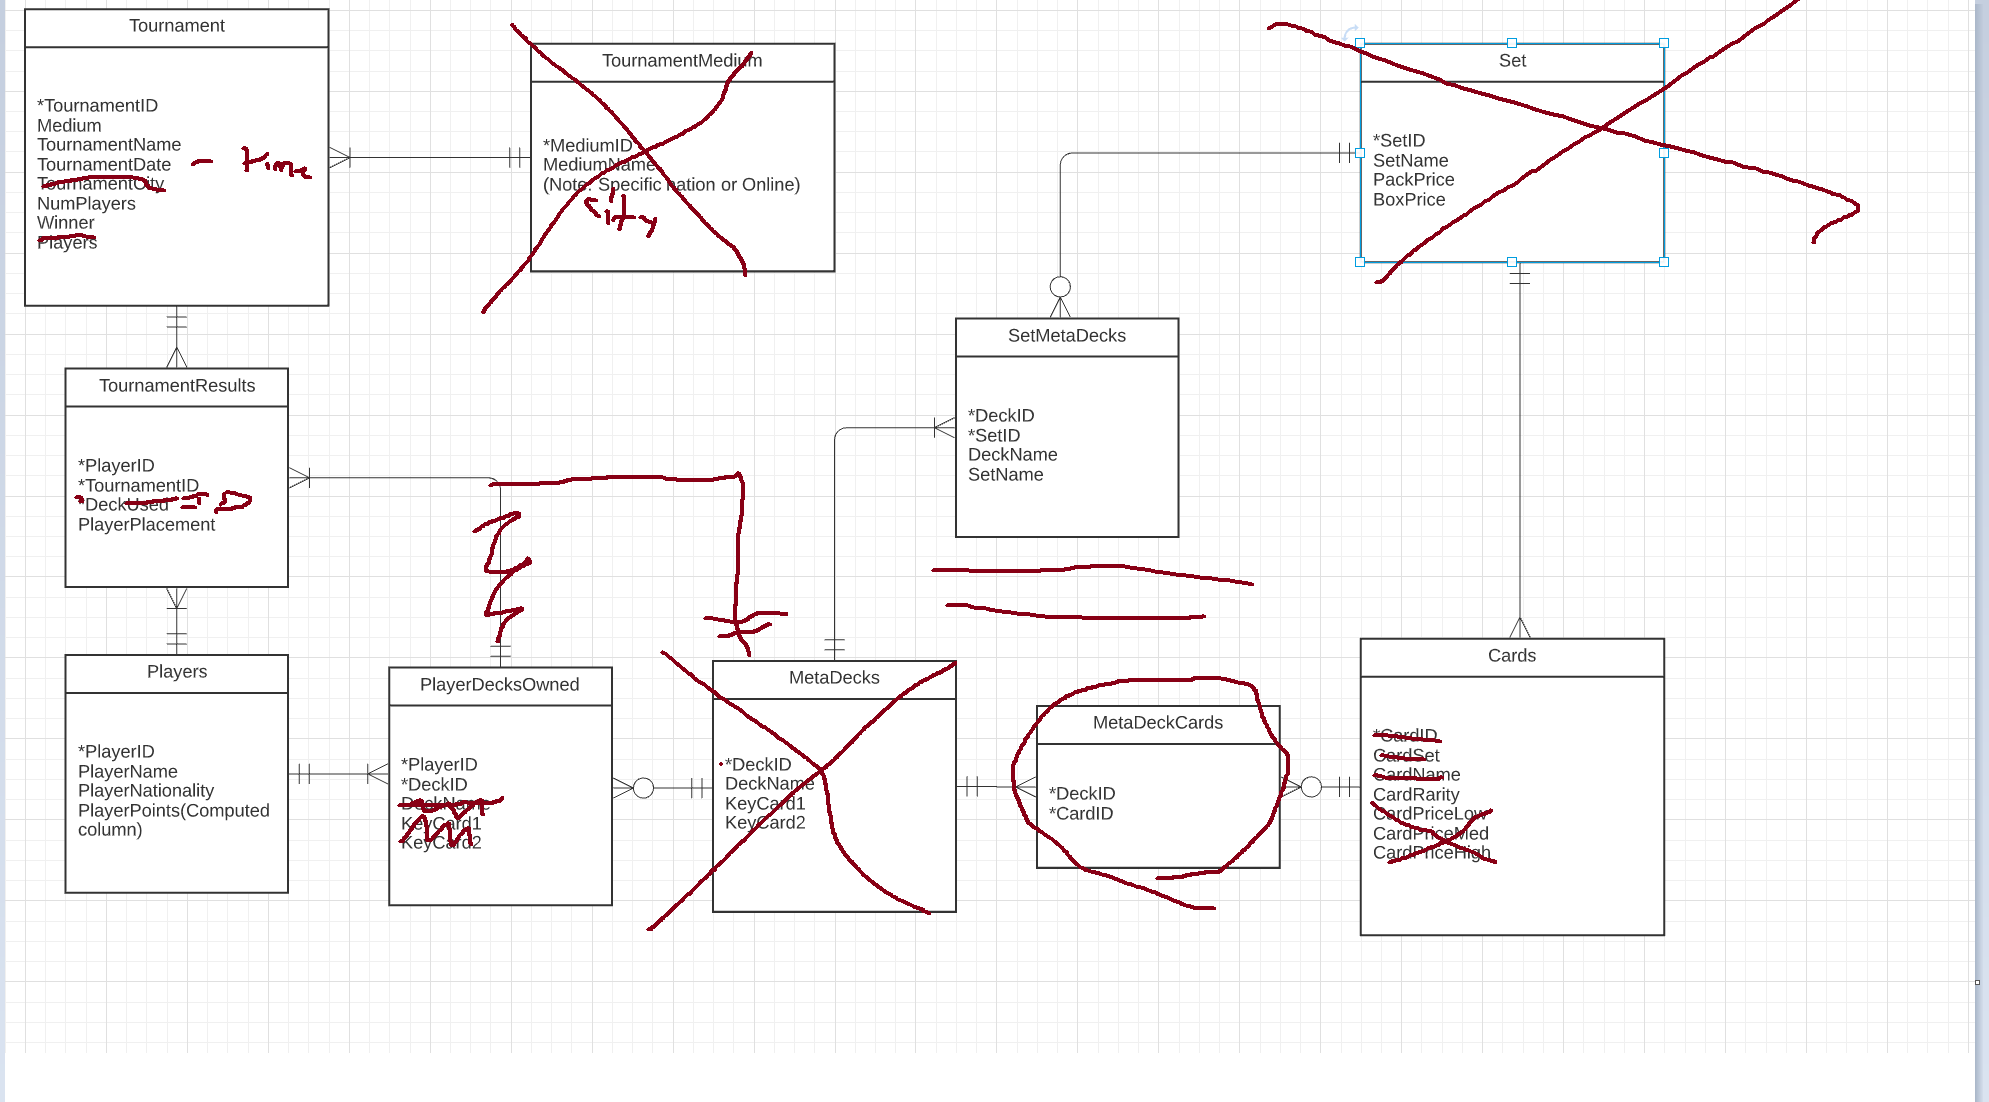 Tournament
*TournamentID
Medium
TournamentName
TournamentDate - time
TournamentCity
NumPlayers
Winner
Players
TournamentMedium
*MediumID
MediumName
(Note: Specific nation or Online)
City
Set
*SetID
SetName
PackPrice
BoxPrice
SetMetaDecks
*DeckID
*SetID
DeckName
SetName
TournamentResults
*PlayerID
*TournamentID
*DeckUsed ID
PlayerPlacement
Players
*PlayerID
PlayerName
PlayerNationality
PlayerPoints(Computed
column)
PlayerDecksOwned
*PlayerID
*DeckID
DeckName
KeyCard1
KeyCard2
MetaDecks
*DeckID
DeckName
KeyCard1
KeyCard2
MetaDeckCards
*DeckID
*CardID
Cards
*CardID
CardSet
CardName
CardRarity
CardPriceLow
CardPriceMed
CardPriceHigh